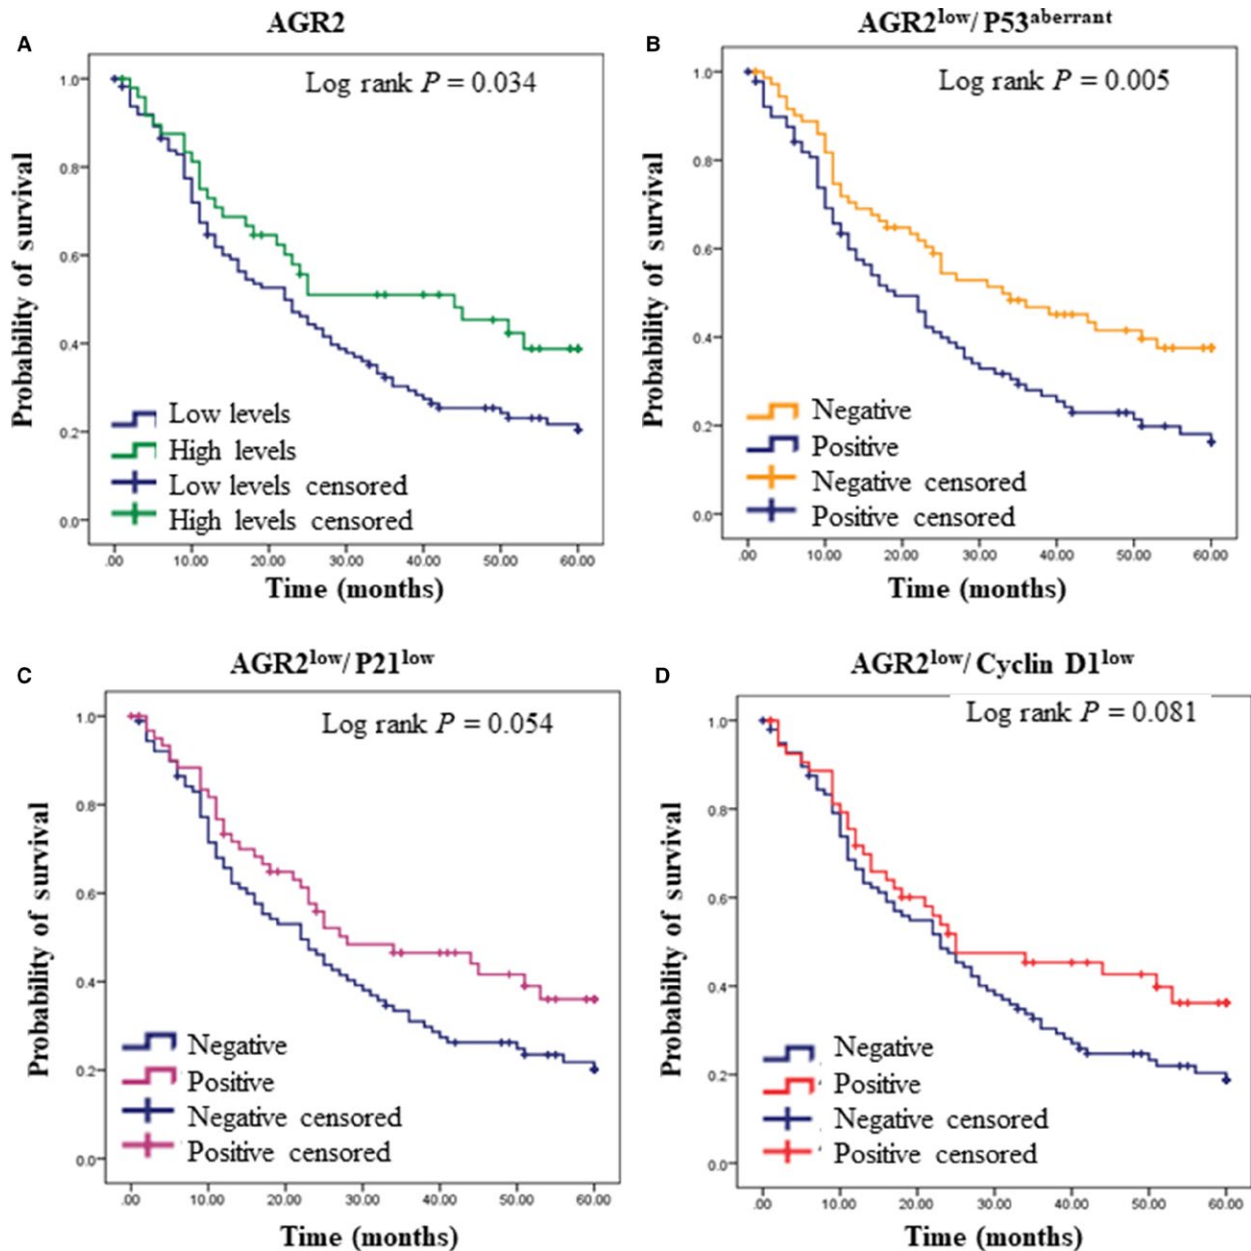 A
AGR2
Log rank P = 0.034
Probability of survival
1.0
0.8
0.6
0.4
0.2
0.0
Low levels
High levels
Low levels censored
High levels censored
.00 10.00 20.00 30.00 40.00 50.00 60.00
Time (months)
B
AGR2low/ P53aberrant
Log rank P = 0.005
Probability of survival
1.0
0.8
0.6
0.4
0.2
0.0
Negative
Positive
Negative censored
Positive censored
.00 10.00 20.00 30.00 40.00 50.00 60.00
Time (months)
C
AGR2low/ P21low
Log rank P = 0.054
Probability of survival
1.0
0.8
0.6
0.4
0.2
0.0
Negative
Positive
Negative censored
Positive censored
.00 10.00 20.00 30.00 40.00 50.00 60.00
Time (months)
D
AGR2low/ Cyclin D1low
Log rank P = 0.081
Probability of survival
1.0
0.8
0.6
0.4
0.2
0.0
Negative
Positive
Negative censored
Positive censored
.00 10.00 20.00 30.00 40.00 50.00 60.00
Time (months)